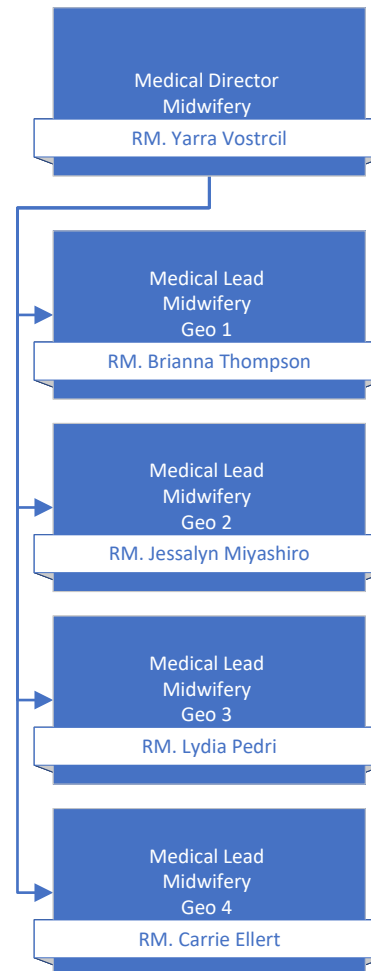 Medical Director
Midwifery
RM. Yarra Vostrcil
Medical Lead
Midwifery
Geo 1
RM. Brianna Thompson
Medical Lead
Midwifery
Geo 2
RM. Jessalyn Miyashiro
Medical Lead
Midwifery
Geo 3
RM. Lydia Pedri
Medical Lead
Midwifery
Geo 4
RM. Carrie Ellert